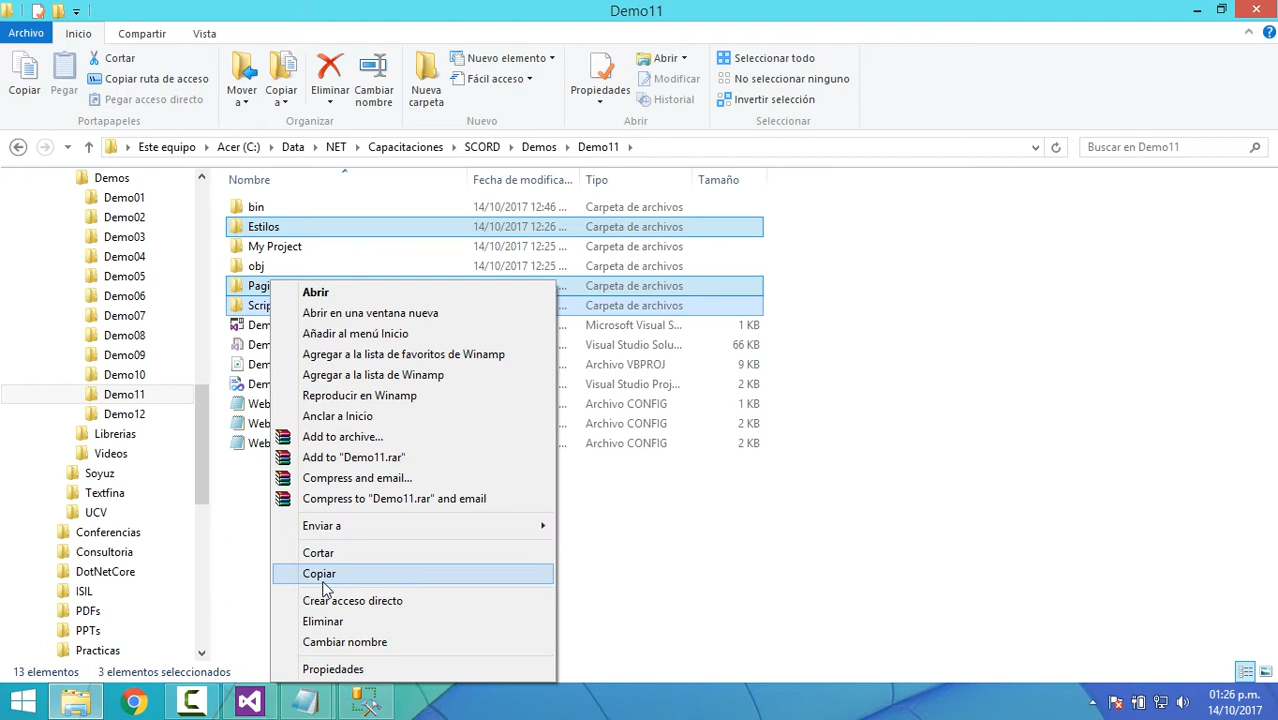 Demo11
Archivo Inicio Compartir Vista
Copiar
Pegar
Cortar
Copiar ruta de acceso
Pegar acceso directo
Portapapeles
Mover a
Copiar a
Eliminar
Cambiar nombre
Organizar
Nueva carpeta
Nuevo elemento
Fácil acceso
Nuevo
Propiedades
Abrir
Modificar
Historial
Abrir
Seleccionar todo
No seleccionar ninguno
Invertir selección
Seleccionar
Este equipo Acer (C:) Data NET Capacitaciones SCORD Demos Demo11
Buscar en Demo11
Demos
Demo01
Demo02
Demo03
Demo04
Demo05
Demo06
Demo07
Demo08
Demo09
Demo10
Demo11
Demo12
Librerias
Videos
Soyuz
Textfina
UCV
Conferencias
Consultoria
DotNetCore
ISIL
PDFs
PPTs
Practicas
Nombre Fecha de modifica... Tipo Tamaño
bin 14/10/2017 12:46 ... Carpeta de archivos
Estilos 14/10/2017 12:26 ... Carpeta de archivos
My Project 14/10/2017 12:25 ... Carpeta de archivos
obj 14/10/2017 12:25 ... Carpeta de archivos
Pagi ... Carpeta de archivos
Scrip ... Carpeta de archivos
Dem ... Microsoft Visual S... 1 KB
Dem ... Visual Studio Solu... 66 KB
Dem ... Archivo VBPROJ 2 KB
Dem ... Visual Studio Proj... 2 KB
Web ... Archivo CONFIG 1 KB
Web ... Archivo CONFIG 2 KB
Web ... Archivo CONFIG 2 KB
Abrir
Abrir en una ventana nueva
Añadir al menú Inicio
Agregar a la lista de favoritos de Winamp
Agregar a la lista de Winamp
Reproducir en Winamp
Anclar a Inicio
Add to archive...
Add to "Demo11.rar"
Compress and email...
Compress to "Demo11.rar" and email
Enviar a
Cortar
Copiar
Crear acceso directo
Eliminar
Cambiar nombre
Propiedades
13 elementos 3 elementos seleccionados
01:26 p.m.
14/10/2017